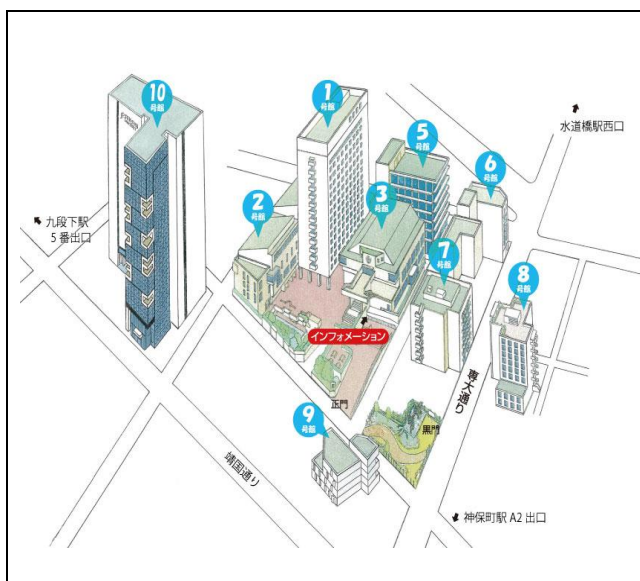 10
号館
1
号館
5
号館
6
号館
水道橋駅西口
2
号館
3
号館
九段下駅
5番出口
7
号館
8
号館
インフォメーション
専大通り
正門
9
号館
黒門
靖国通り
神保町駅 A2 出口